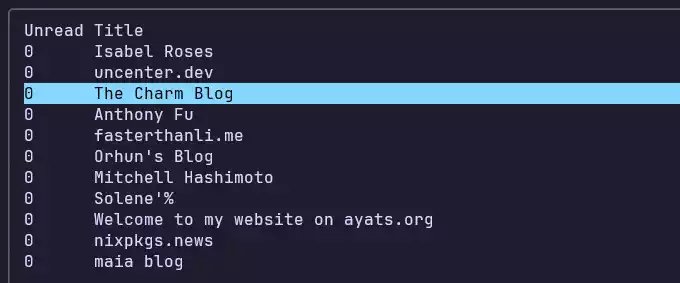 Unread Title
0 Isabel Roses
0 uncenter.dev
0 The Charm Blog
0 Anthony Fu
0 fasterthanli.me
0 Orhun's Blog
0 Mitchell Hashimoto
0 Solene'%
0 Welcome to my website on ayats.org
0 nixpkgs.news
0 maia blog